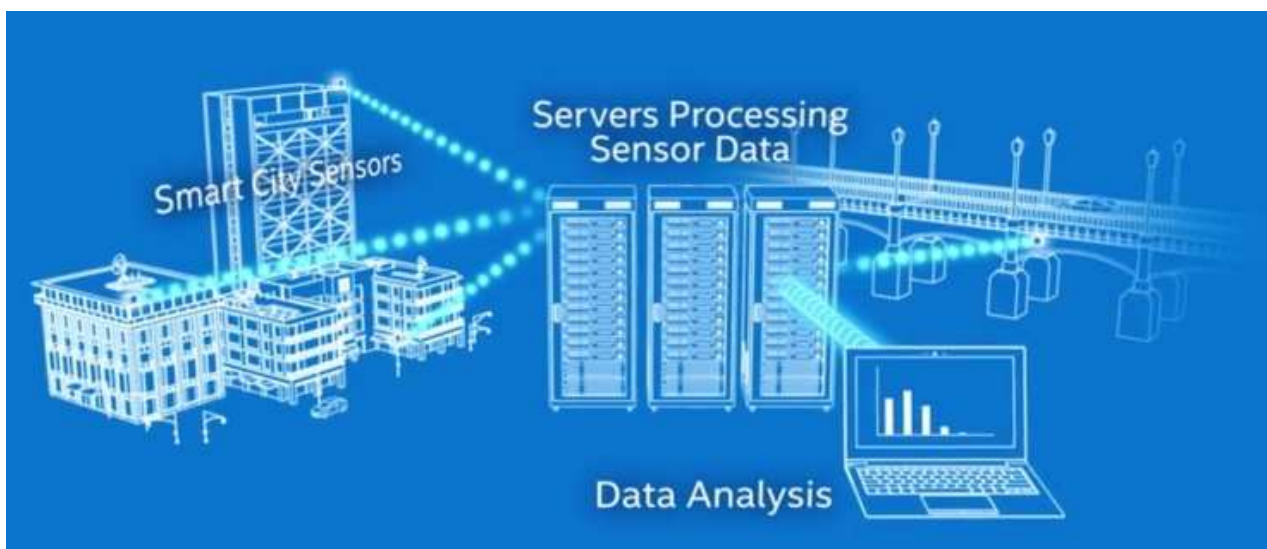 Smart City Sensors
Servers Processing
Sensor Data
Data Analysis